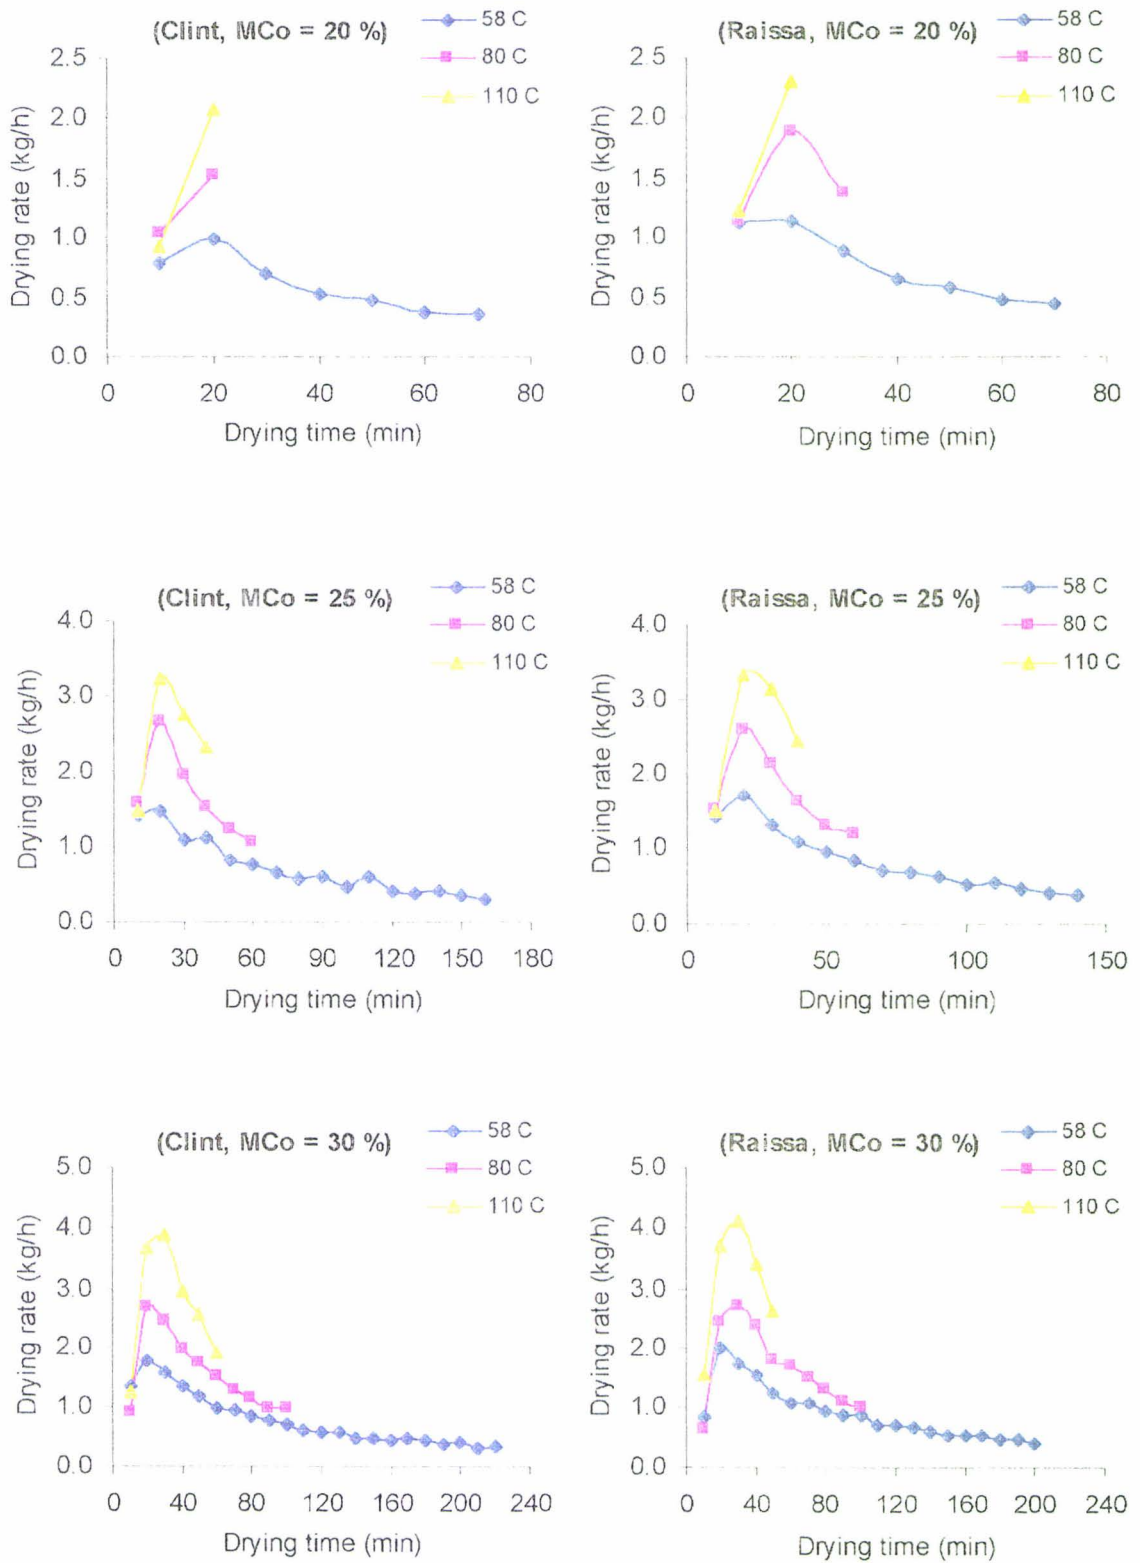 (Clint, MCo = 20 %)
58 C
80 C
110 C
Drying rate (kg/h)
2.5
2.0
1.5
1.0
0.5
0.0
0 20 40 60 80
Drying time (min)
(Raissa, MCo = 20 %)
58 C
80 C
110 C
Drying rate (kg/h)
2.5
2.0
1.5
1.0
0.5
0.0
0 20 40 60 80
Drying time (min)
(Clint, MCo = 25 %)
58 C
80 C
110 C
Drying rate (kg/h)
4.0
3.0
2.0
1.0
0.0
0 30 60 90 120 150 180
Drying time (min)
(Raissa, MCo = 25 %)
58 C
80 C
110 C
Drying rate (kg/h)
4.0
3.0
2.0
1.0
0.0
0 50 100 150
Drying time (min)
(Clint, MCo = 30 %)
58 C
80 C
110 C
Drying rate (kg/h)
5.0
4.0
3.0
2.0
1.0
0.0
0 40 80 120 160 200 240
Drying time (min)
(Raissa, MCo = 30 %)
58 C
80 C
110 C
Drying rate (kg/h)
5.0
4.0
3.0
2.0
1.0
0.0
0 40 80 120 160 200 240
Drying time (min)